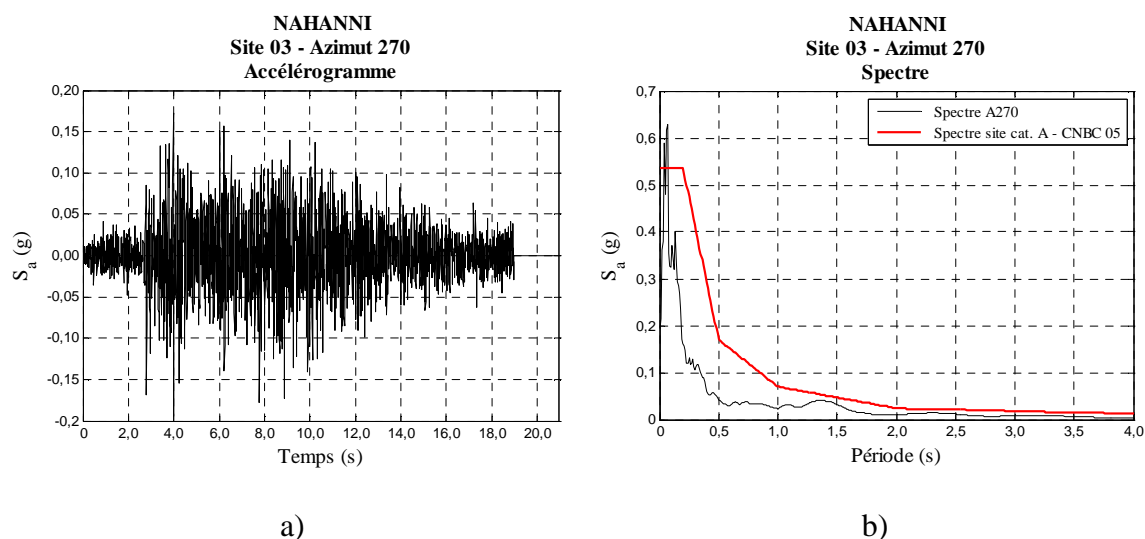 NAHANNI
Site 03 - Azimut 270
Accélérogramme
0,20
0,15
0,10
0,05
0,00
-0,05
-0,10
-0,15
-0,2
S_a (g)
0 2,0 4,0 6,0 8,0 10,0 12,0 14,0 16,0 18,0 20,0
Temps (s)
a)
NAHANNI
Site 03 - Azimut 270
Spectre
0,7
0,6
0,5
0,4
0,3
0,2
0,1
0
S_a (g)
Spectre A270
Spectre site cat. A - CNBC 05
0 0,5 1,0 1,5 2,0 2,5 3,0 3,5 4,0
Période (s)
b)